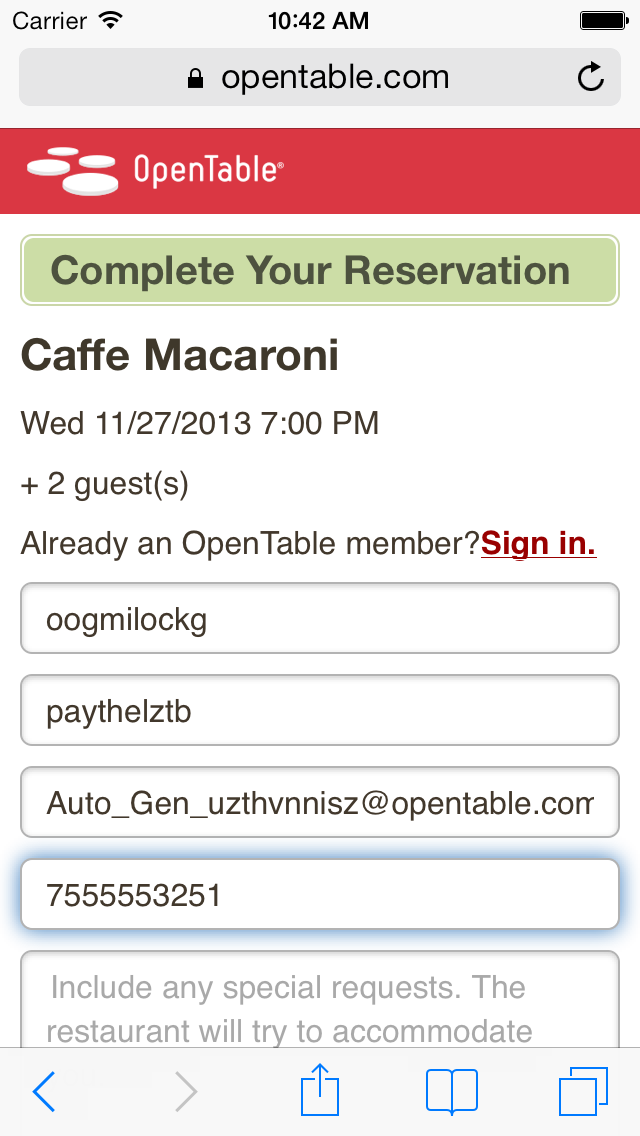 Carrier 10:42 AM
opentable.com
OpenTable®
Complete Your Reservation
Caffe Macaroni
Wed 11/27/2013 7:00 PM
+ 2 guest(s)
Already an OpenTable member?Sign in.
oogmilockg
paythelztb
Auto_Gen_uzthvnnisz@opentable.com
7555553251
Include any special requests. The
restaurant will try to accommodate